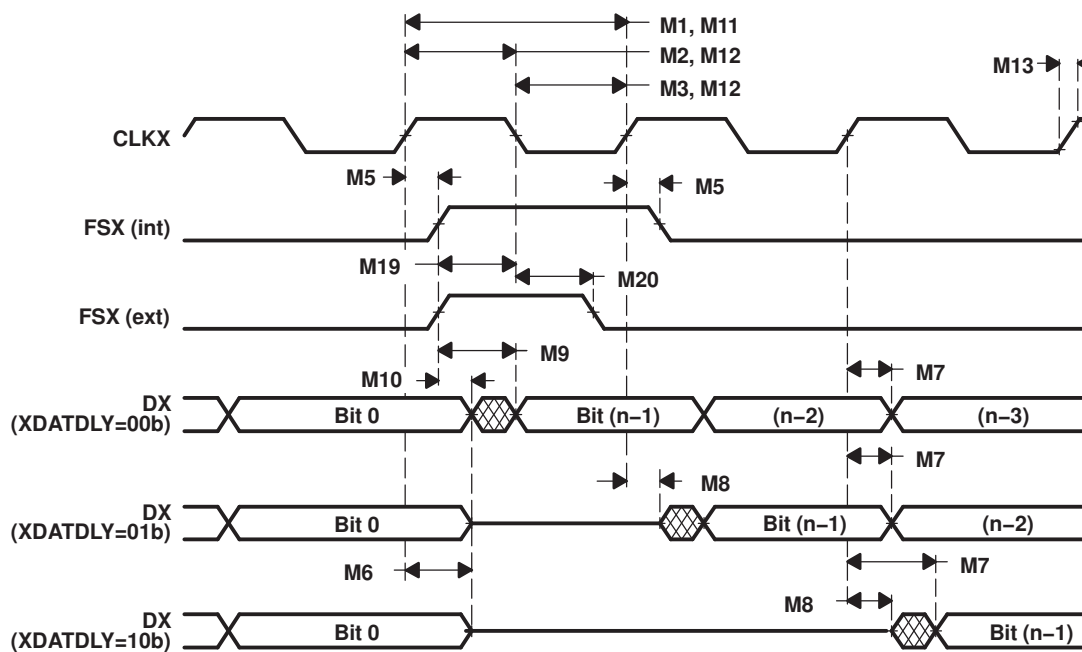 M1, M11
M2, M12
M13
M3, M12
CLKX
M5
M5
FSX (int)
M19
M20
FSX (ext)
M9
M10
M7
DX
(XDATDLY=00b)
Bit 0
Bit (n−1)
(n−2)
(n−3)
M7
M8
DX
(XDATDLY=01b)
Bit 0
Bit (n−1)
(n−2)
M6
M7
M8
DX
(XDATDLY=10b)
Bit 0
Bit (n−1)